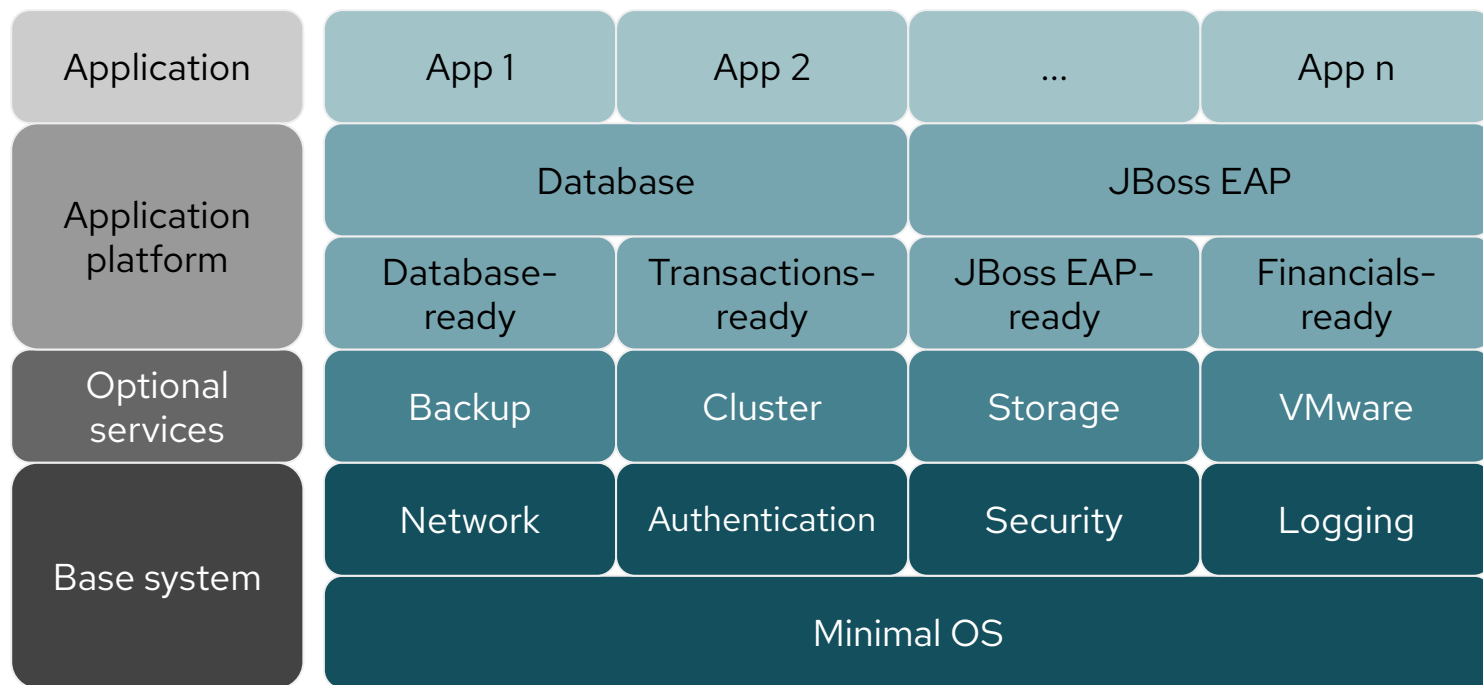 Application
App 1
App 2
...
App n
Application
platform
Database
JBoss EAP
Database-
ready
Transactions-
ready
JBoss EAP-
ready
Financials-
ready
Optional
services
Backup
Cluster
Storage
VMware
Base system
Network
Authentication
Security
Logging
Minimal OS